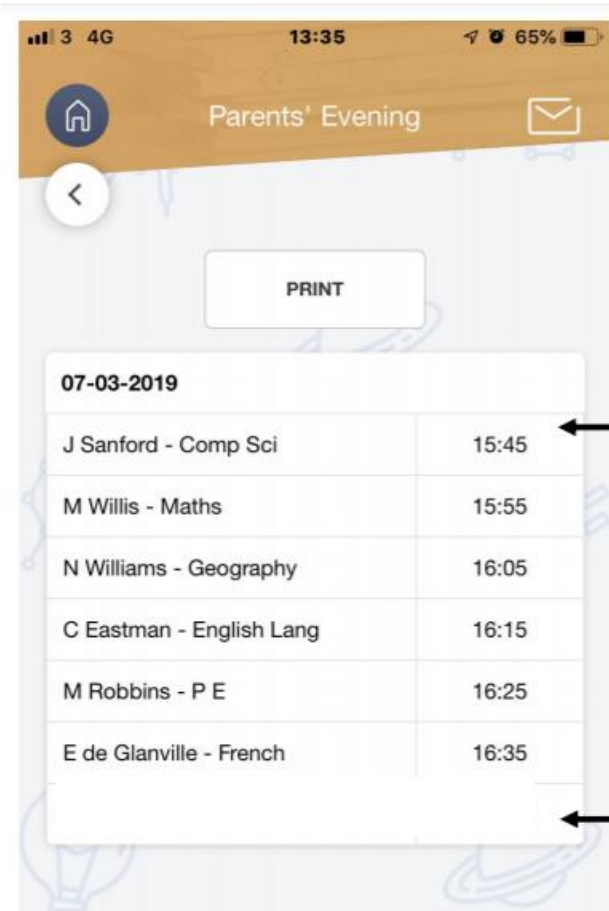 3 4G 13:35 65%
Parents' Evening
PRINT
07-03-2019
J Sanford - Comp Sci 15:45
M Willis - Maths 15:55
N Williams - Geography 16:05
C Eastman - English Lang 16:15
M Robbins - P E 16:25
E de Glanville - French 16:35